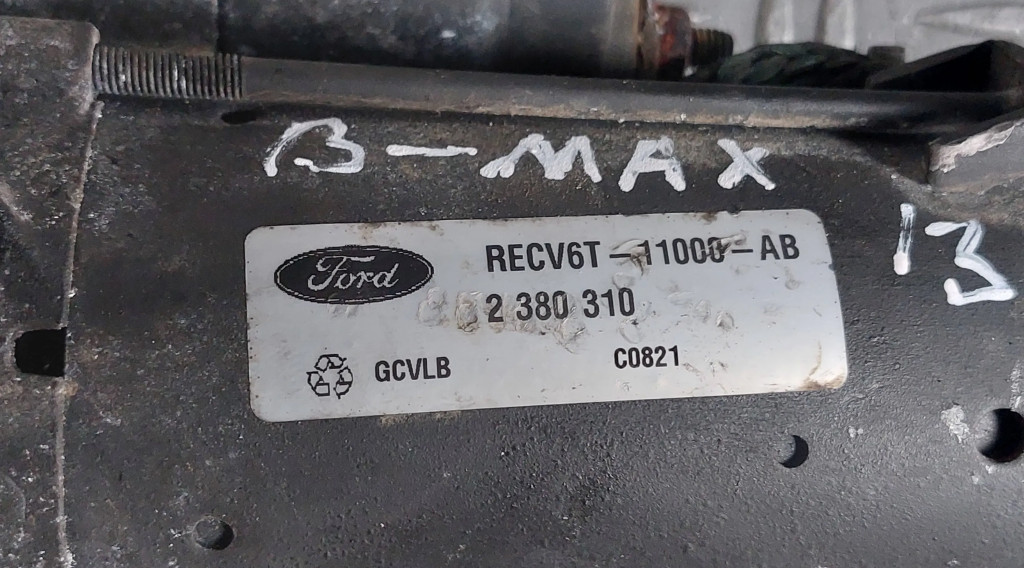 B-MAX
13
Ford
RECV6T-11000-AB
2 380 310
GCVLB
C0821